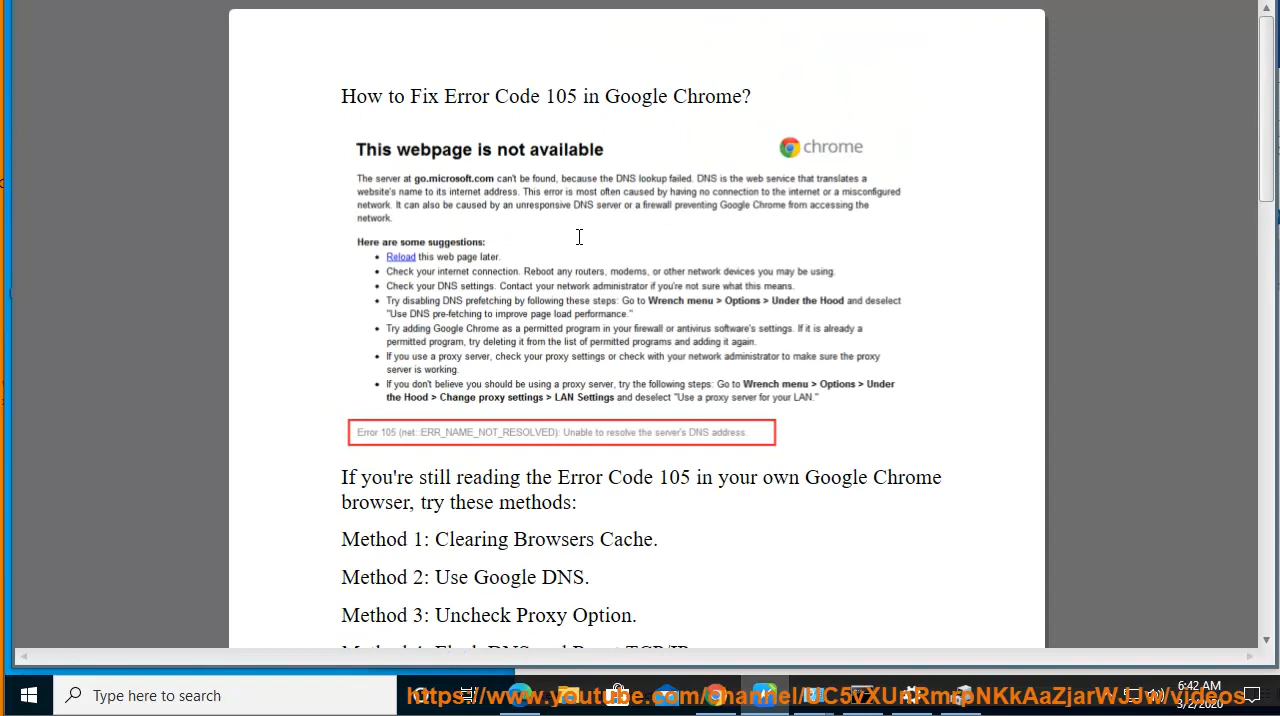 How to Fix Error Code 105 in Google Chrome?
This webpage is not available
chrome
The server at go.microsoft.com can't be found, because the DNS lookup failed. DNS is the web service that translates a
website's name to its internet address. This error is most often caused by having no connection to the internet or a misconfigured
network. It can also be caused by an unresponsive DNS server or a firewall preventing Google Chrome from accessing the
network.
Here are some suggestions:
• Reload this web page later.
• Check your internet connection. Reboot any routers, modems, or other network devices you may be using.
• Check your DNS settings. Contact your network administrator if you're not sure what this means.
• Try disabling DNS prefetching by following these steps: Go to Wrench menu > Options > Under the Hood and deselect
"Use DNS pre-fetching to improve page load performance."
• Try adding Google Chrome as a permitted program in your firewall or antivirus software's settings. If it is already a
permitted program, try deleting it from the list of permitted programs and adding it again.
• If you use a proxy server, check your proxy settings or check with your network administrator to make sure the proxy
server is working.
• If you don't believe you should be using a proxy server, try the following steps: Go to Wrench menu > Options > Under
the Hood > Change proxy settings > LAN Settings and deselect "Use a proxy server for your LAN."
Error 105 (net::ERR_NAME_NOT_RESOLVED): Unable to resolve the server's DNS address.
If you're still reading the Error Code 105 in your own Google Chrome
browser, try these methods:
Method 1: Clearing Browsers Cache.
Method 2: Use Google DNS.
Method 3: Uncheck Proxy Option.
Method 4: Flush DNS and Reset TCP/IP
Type here to search
6:42 AM
3/2/2020